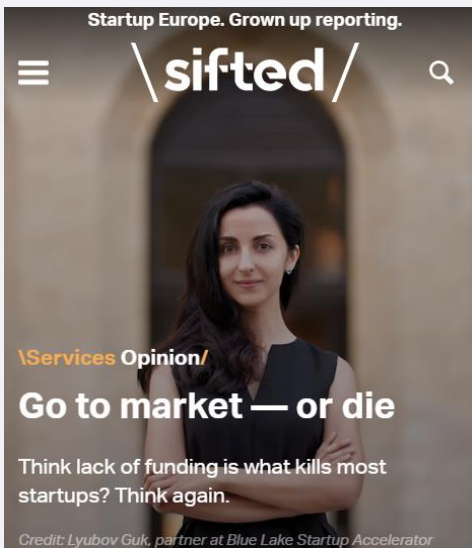 Startup Europe. Grown up reporting.
\sifted/
\Services Opinion/
Go to market — or die
Think lack of funding is what kills most
startups? Think again.
Credit: Lyubov Guk, partner at Blue Lake Startup Accelerator